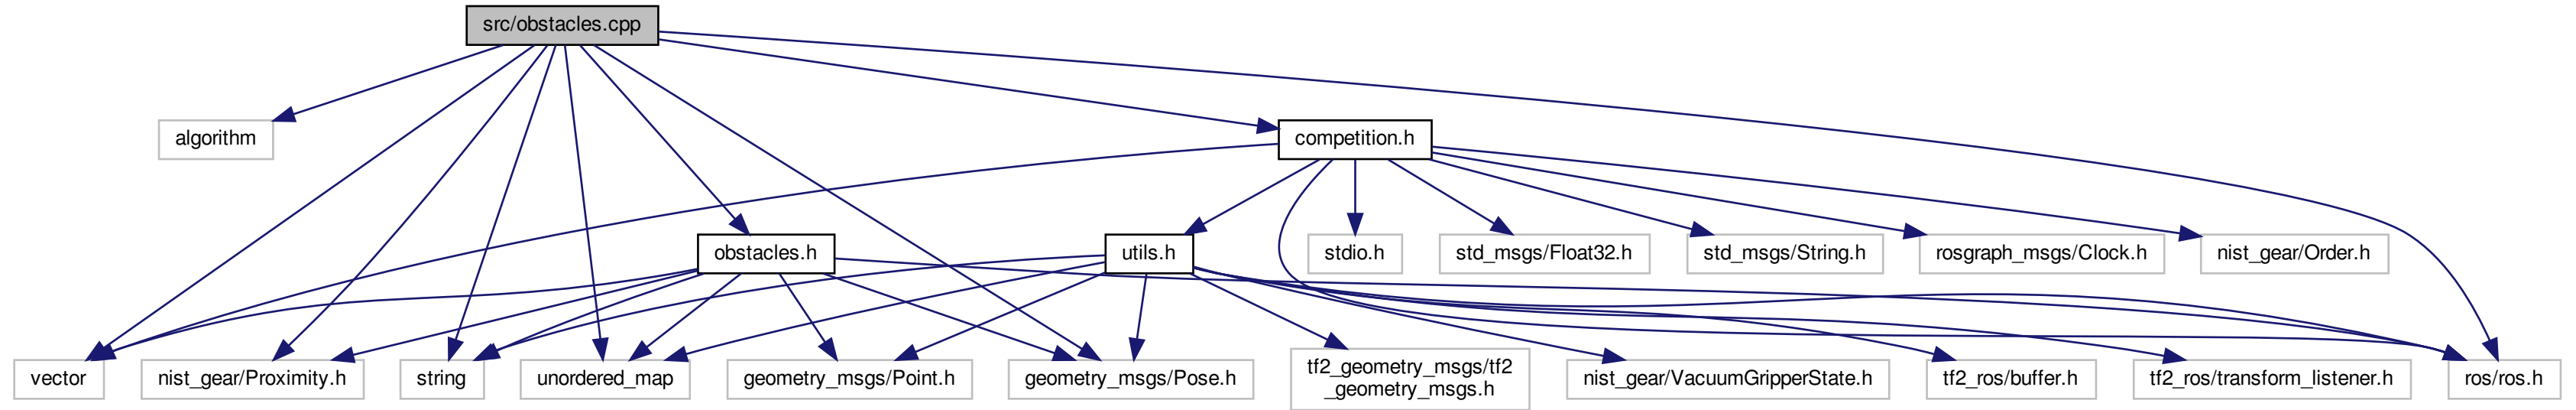 src/obstacles.cpp
algorithm
competition.h
obstacles.h
utils.h
stdio.h
std_msgs/Float32.h
std_msgs/String.h
rosgraph_msgs/Clock.h
nist_gear/Order.h
vector
nist_gear/Proximity.h
string
unordered_map
geometry_msgs/Point.h
geometry_msgs/Pose.h
tf2_geometry_msgs/tf2
_geometry_msgs.h
nist_gear/VacuumGripperState.h
tf2_ros/buffer.h
tf2_ros/transform_listener.h
ros/ros.h